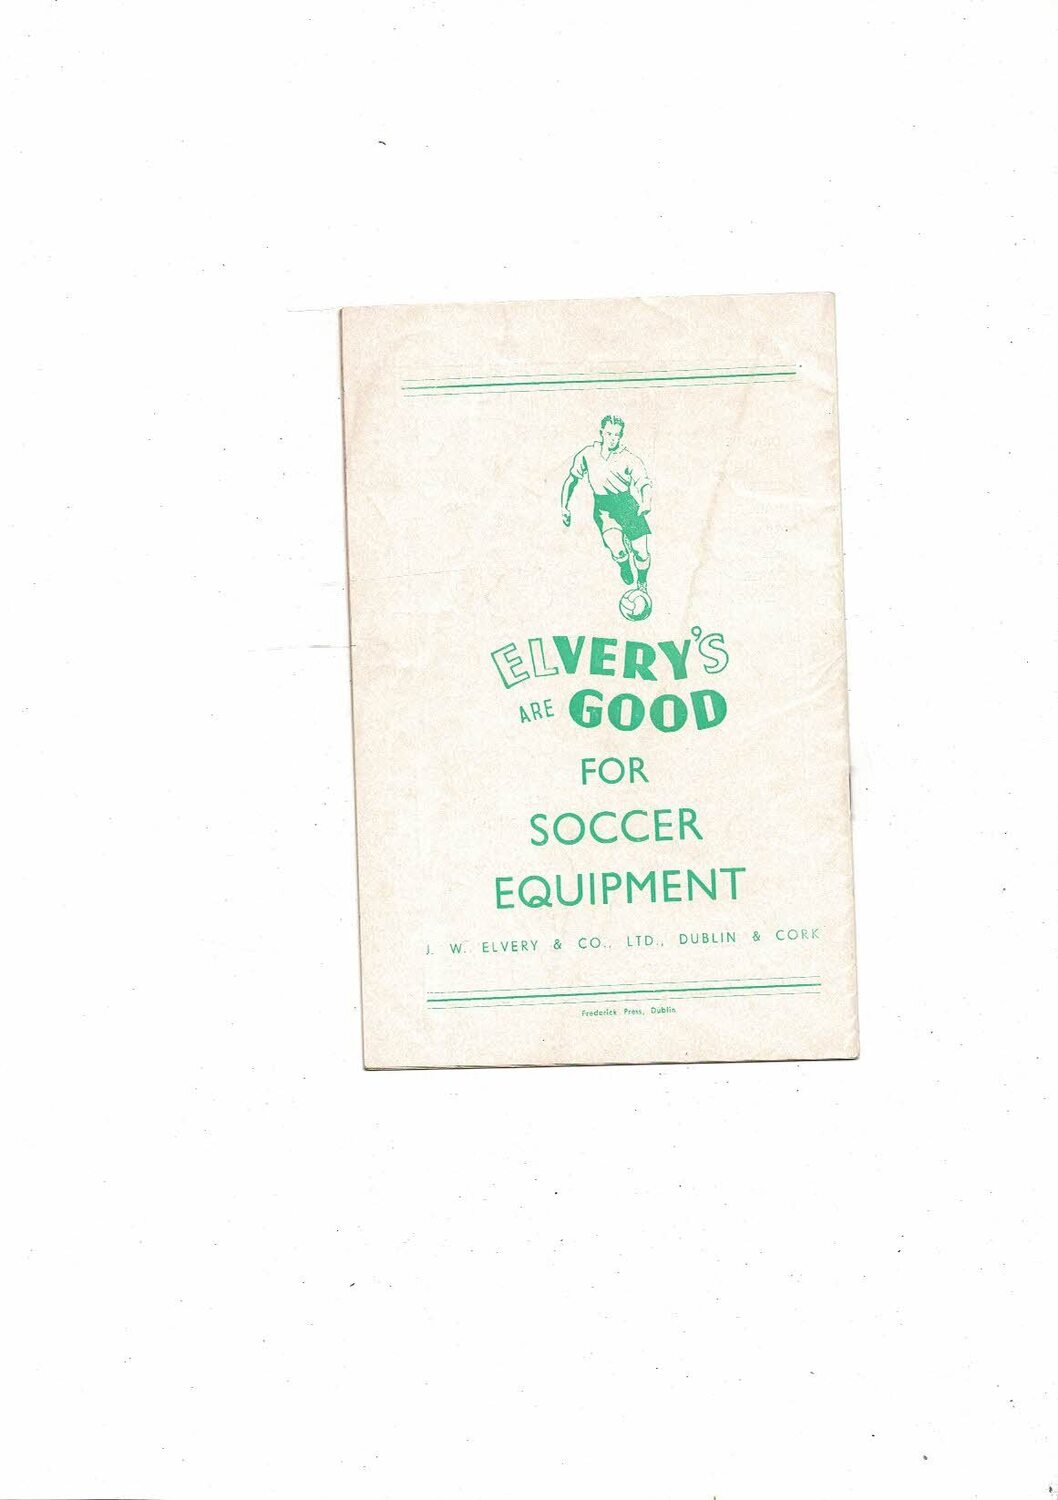 ELVERY'S
ARE GOOD
FOR
SOCCER
EQUIPMENT
J. W. ELVERY & CO., LTD., DUBLIN & CORK
Frederick Press, Dublin